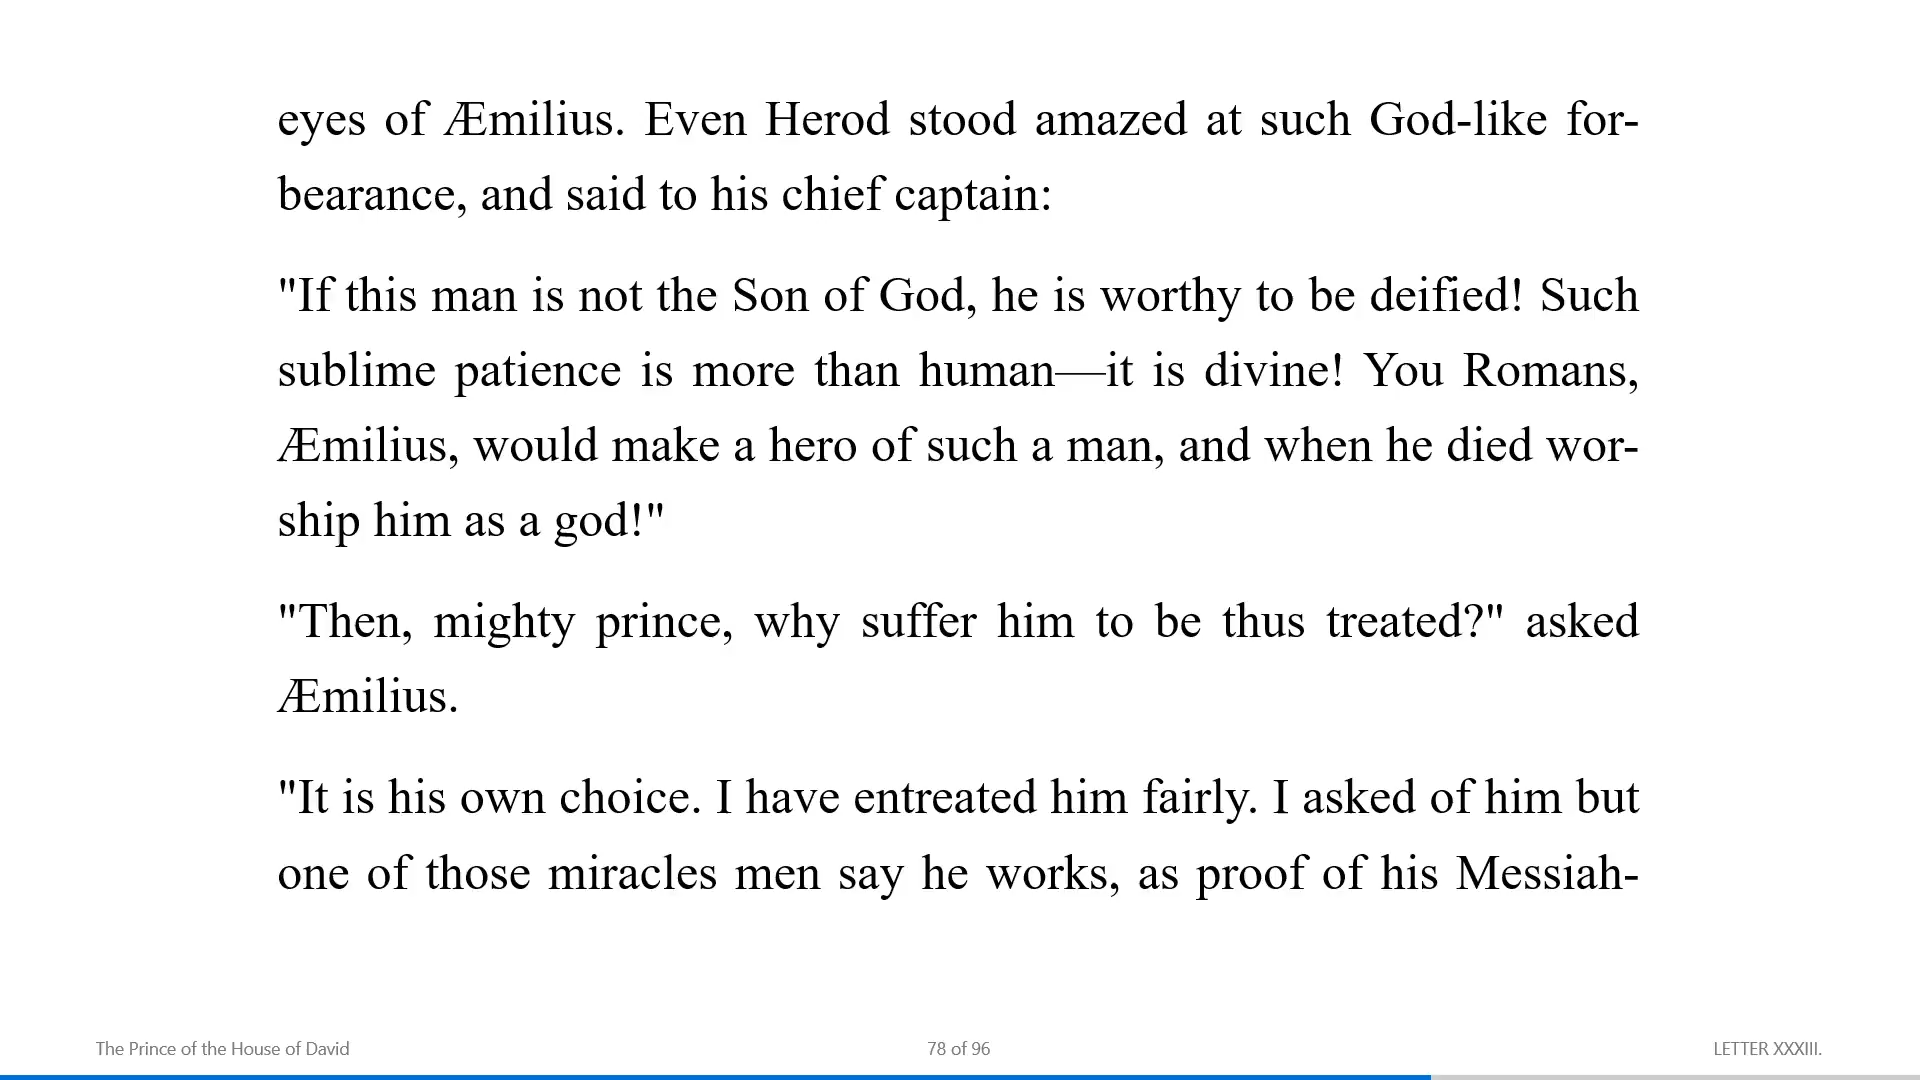 eyes of Æmilius. Even Herod stood amazed at such God-like for-
bearance, and said to his chief captain:
"If this man is not the Son of God, he is worthy to be deified! Such
sublime patience is more than human—it is divine! You Romans,
Æmilius, would make a hero of such a man, and when he died wor-
ship him as a god!"
"Then, mighty prince, why suffer him to be thus treated?" asked
Æmilius.
"It is his own choice. I have entreated him fairly. I asked of him but
one of those miracles men say he works, as proof of his Messiah-
The Prince of the House of David
78 of 96
LETTER XXXIII.